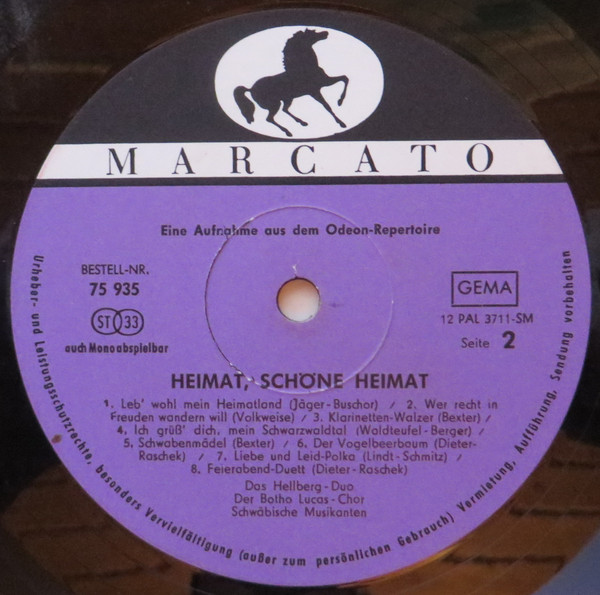 MARCATO
Eine Aufnahme aus dem Odeon-Repertoire
BESTELL-NR.
75 935
ST 33
auch Mono abspielbar
GEMA
12 PAL 3711-SM
Seite 2
HEIMAT, SCHÖNE HEIMAT
1. Leb' wohl mein Heimatland (Jäger-Buschor) / 2. Wer recht in
Freuden wandern will (Volkweise) / 3. Klarinetten-Walzer (Bexter) /
4. Ich grüß' dich, mein Schwarzwaldtal (Waldteufel-Berger) /
5. Schwabenmädel (Bexter) / 6. Der Vogelbeerbaum (Dieter-
Raschek) / 7. Liebe und Leid-Polka (Lindt-Schmitz) /
8. Feierabend-Duett (Dieter-Raschek)
Das Hellberg-Duo
Der Botho Lucas-Chor
Schwäbische Musikanten
Urheber- und Leistungsschutzrechte, besonders Vervielfältigung (außer zum persönlichen Gebrauch) Vermietung, Aufführung, Sendung vorbehalten